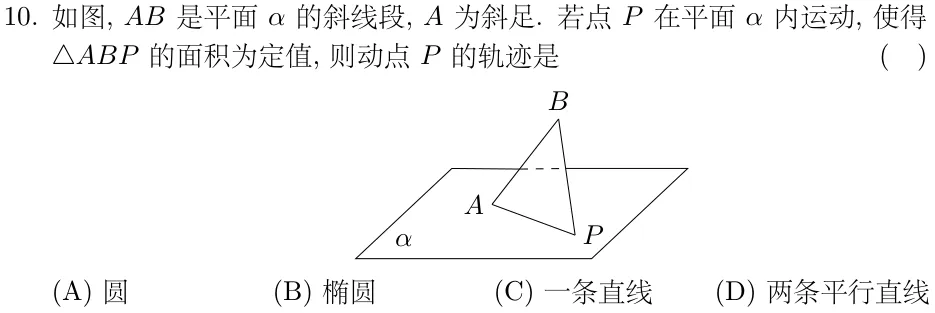 10. 如图, AB 是平面 α 的斜线段, A 为斜足. 若点 P 在平面 α 内运动, 使得
△ABP 的面积为定值, 则动点 P 的轨迹是 ( )
B
A
P
α
(A) 圆 (B) 椭圆 (C) 一条直线 (D) 两条平行直线